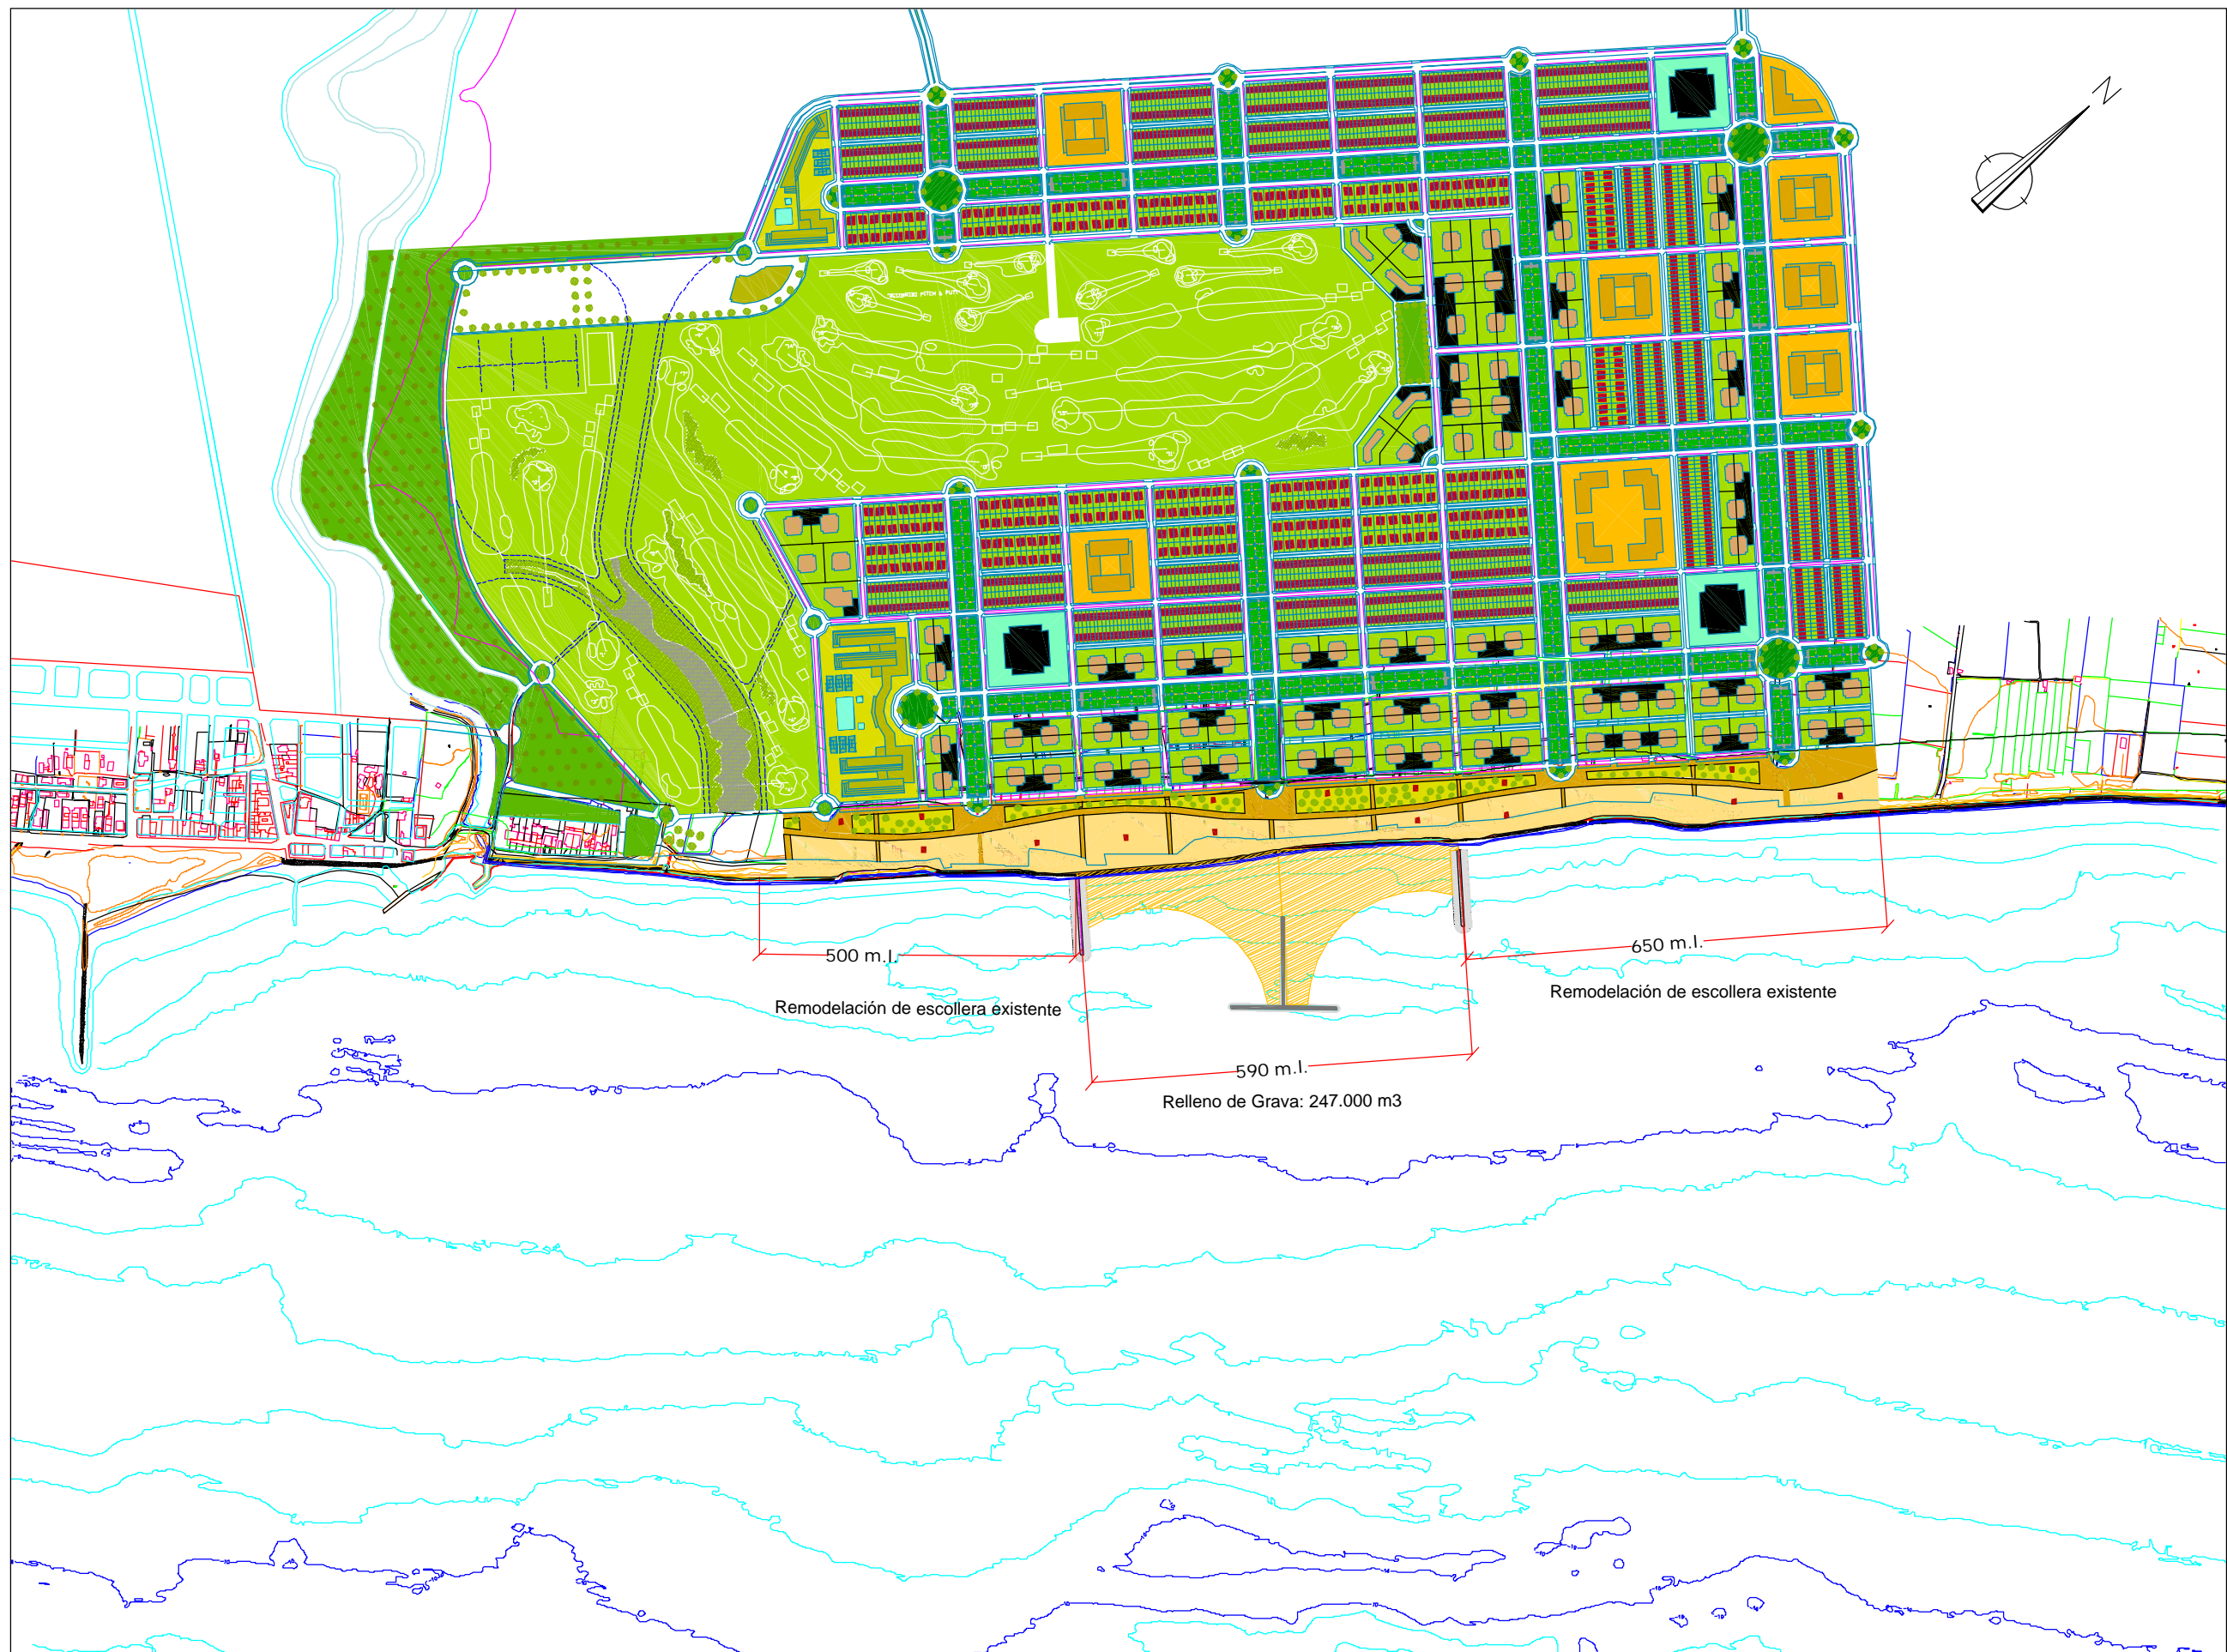 N
500 m.l.
650 m.l.
Remodelación de escollera existente
Remodelación de escollera existente
590 m.l.
Relleno de Grava: 247.000 m3